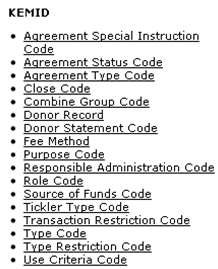 KEMID
• Agreement Special Instruction
Code
• Agreement Status Code
• Agreement Type Code
• Close Code
• Combine Group Code
• Donor Record
• Donor Statement Code
• Fee Method
• Purpose Code
• Responsible Administration Code
• Role Code
• Source of Funds Code
• Tickler Type Code
• Transaction Restriction Code
• Type Code
• Type Restriction Code
• Use Criteria Code